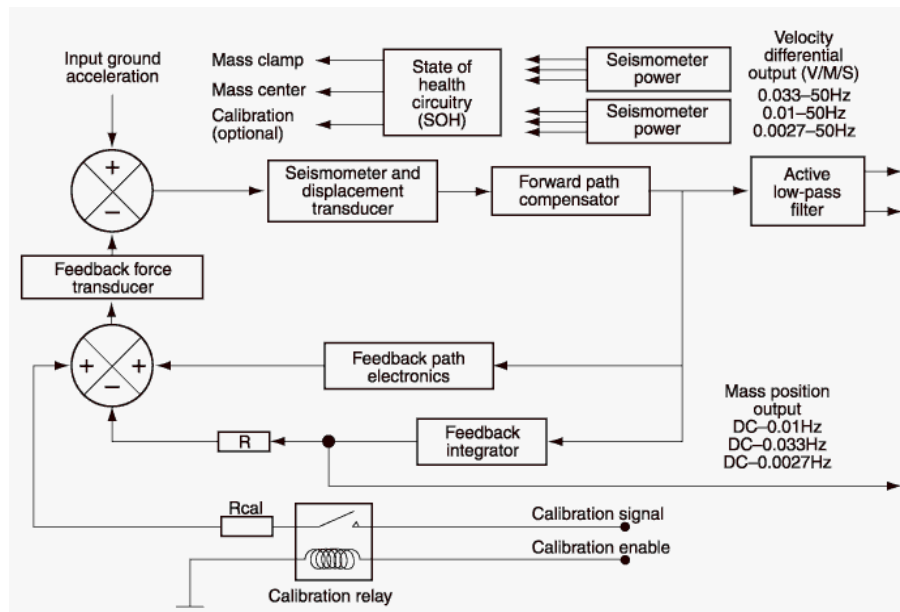 Input ground
acceleration
Mass clamp
Mass center
Calibration
(optional)
State of
health
circuitry
(SOH)
Seismometer
power
Seismometer
power
Velocity
differential
output (V/M/S)
0.033–50Hz
0.01–50Hz
0.0027–50Hz
+
–
Seismometer and
displacement
transducer
Forward path
compensator
Active
low-pass
filter
Feedback force
transducer
+ +
–
Feedback path
electronics
R
Feedback
integrator
Mass position
output
DC–0.01Hz
DC–0.033Hz
DC–0.0027Hz
Rcal
Calibration signal
Calibration enable
Calibration relay